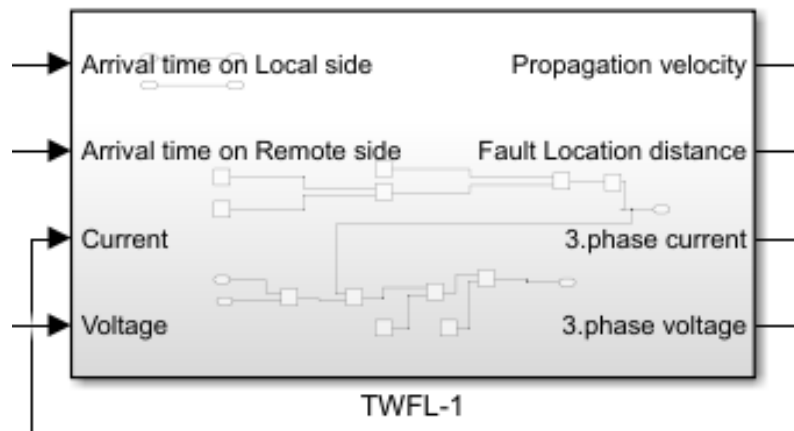 Arrival time on Local side
Propagation velocity
Arrival time on Remote side
Fault Location distance
Current
3.phase current
Voltage
3.phase voltage
TWFL-1